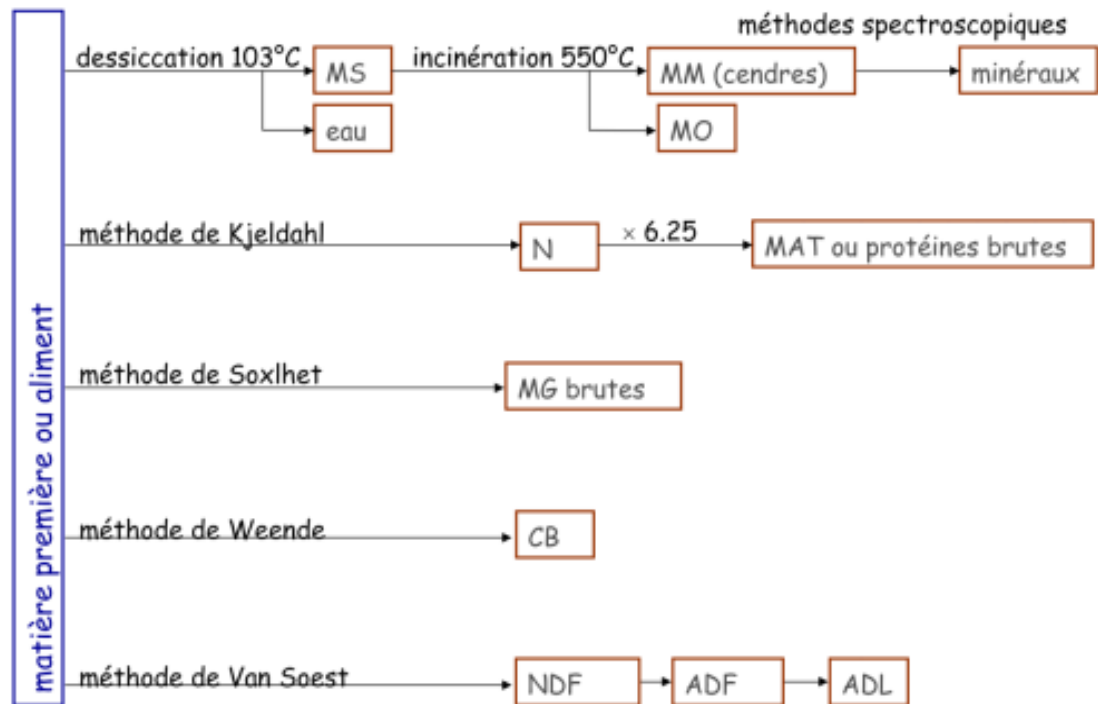 matière première ou aliment
méthodes spectroscopiques
dessiccation 103°C
MS
incinération 550°C
MM (cendres)
minéraux
eau
MO
méthode de Kjeldahl
N
× 6.25
MAT ou protéines brutes
méthode de Soxlhet
MG brutes
méthode de Weende
CB
méthode de Van Soest
NDF
ADF
ADL